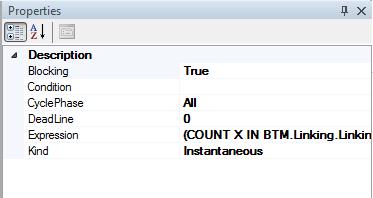 Properties
Description
Blocking True
Condition
CyclePhase All
DeadLine 0
Expression (COUNT X IN BTM.Linking.Linkin
Kind Instantaneous